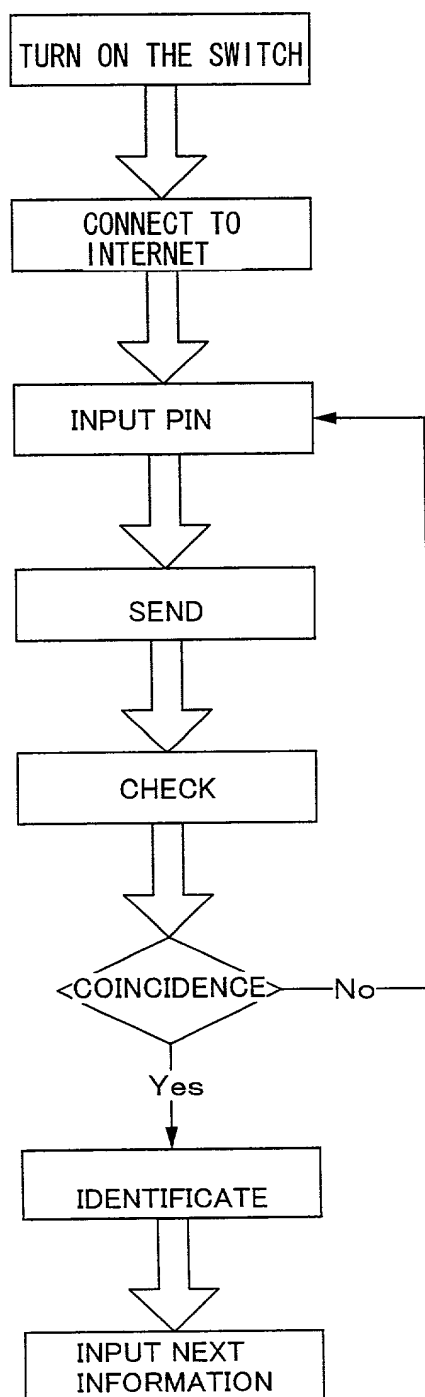 TURN ON THE SWITCH
CONNECT TO
INTERNET
INPUT PIN
SEND
CHECK
COINCIDENCE
No
Yes
IDENTIFICATE
INPUT NEXT
INFORMATION